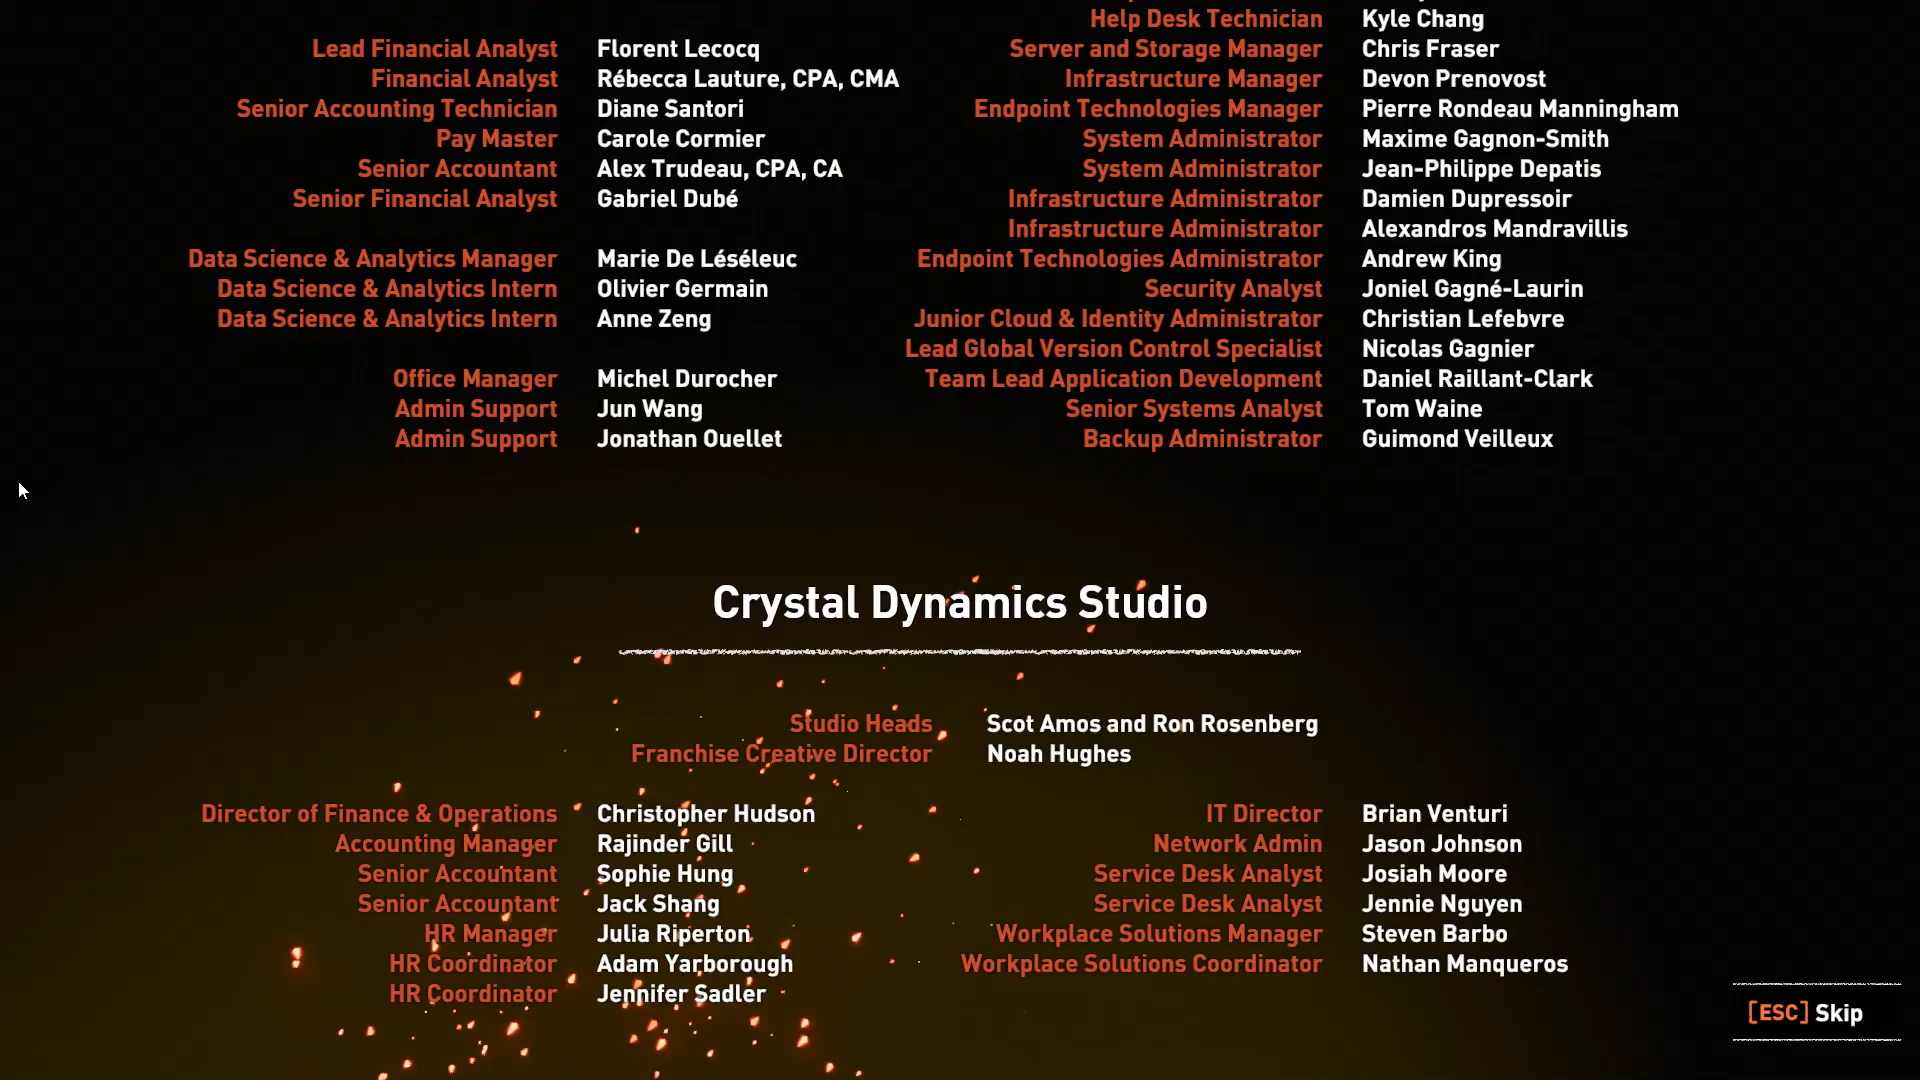 Help Desk Technician Kyle Chang
Lead Financial Analyst Florent Lecocq
Financial Analyst Rébecca Lauture, CPA, CMA
Senior Accounting Technician Diane Santori
Pay Master Carole Cormier
Senior Accountant Alex Trudeau, CPA, CA
Senior Financial Analyst Gabriel Dubé
Data Science & Analytics Manager Marie De Léséleuc
Data Science & Analytics Intern Olivier Germain
Data Science & Analytics Intern Anne Zeng
Office Manager Michel Durocher
Admin Support Jun Wang
Admin Support Jonathan Ouellet
Server and Storage Manager Chris Fraser
Infrastructure Manager Devon Prenovost
Endpoint Technologies Manager Pierre Rondeau Manningham
System Administrator Maxime Gagnon-Smith
System Administrator Jean-Philippe Depatis
Infrastructure Administrator Damien Dupressoir
Infrastructure Administrator Alexandros Mandravillis
Endpoint Technologies Administrator Andrew King
Security Analyst Joniel Gagné-Laurin
Junior Cloud & Identity Administrator Christian Lefebvre
Lead Global Version Control Specialist Nicolas Gagnier
Team Lead Application Development Daniel Raillant-Clark
Senior Systems Analyst Tom Waine
Backup Administrator Guimond Veilleux
Crystal Dynamics Studio
Studio Heads Scot Amos and Ron Rosenberg
Franchise Creative Director Noah Hughes
Director of Finance & Operations Christopher Hudson
Accounting Manager Rajinder Gill
Senior Accountant Sophie Hung
Senior Accountant Jack Shang
HR Manager Julia Riperton
HR Coordinator Adam Yarborough
HR Coordinator Jennifer Sadler
IT Director Brian Venturi
Network Admin Jason Johnson
Service Desk Analyst Josiah Moore
Service Desk Analyst Jennie Nguyen
Workplace Solutions Manager Steven Barbo
Workplace Solutions Coordinator Nathan Manqueros
[ESC] Skip